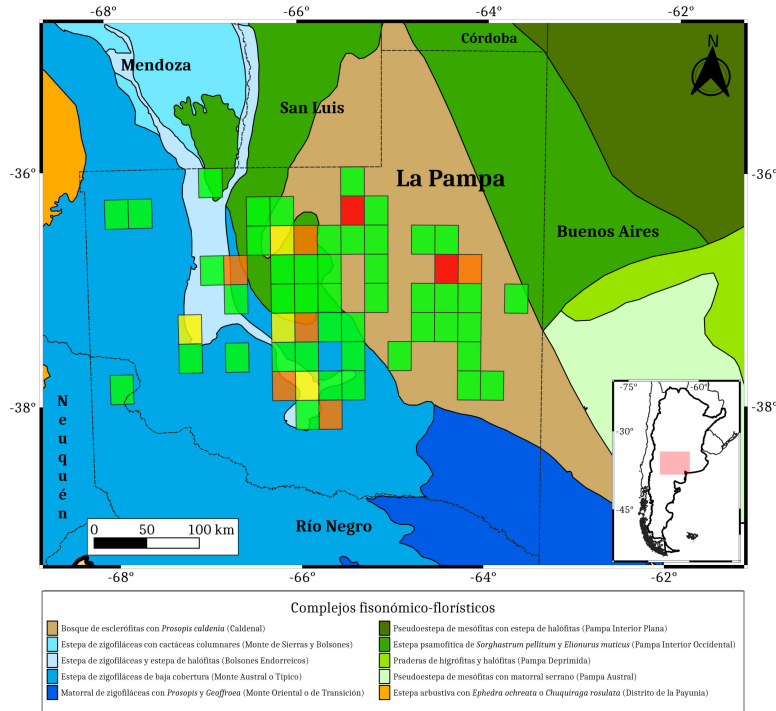 -68°
-66°
-64°
-62°
Córdoba
Mendoza
N
San Luis
-36°
La Pampa
-36°
Buenos Aires
-38°
Neuquén
-38°
-75°
-60°
-30°
-45°
0 50 100 km
Río Negro
-68°
-66°
-64°
-62°
Complejos fisonómico-florísticos
Bosque de esclerófitas con Prosopis caldenia (Caldenal)
Estepa de zigofiláceas con cactáceas columnares (Monte de Sierras y Bolsones)
Estepa de zigofiláceas y estepa de halófitas (Bolsones Endorreicos)
Estepa de zigofiláceas de baja cobertura (Monte Austral o Típico)
Matorral de zigofiláceas con Prosopis y Geoffroea (Monte Oriental o de Transición)
Pseudoestepa de mesófitas con estepa de halófitas (Pampa Interior Plana)
Estepa psamofítica de Sorghastrum pellitum y Elionurus muticus (Pampa Interior Occidental)
Praderas de higrófitas y halófitas (Pampa Deprimida)
Pseudoestepa de mesófitas con matorral serrano (Pampa Austral)
Estepa arbustiva con Ephedra ochreata o Chuquiraga rosulata (Distrito de la Payunia)